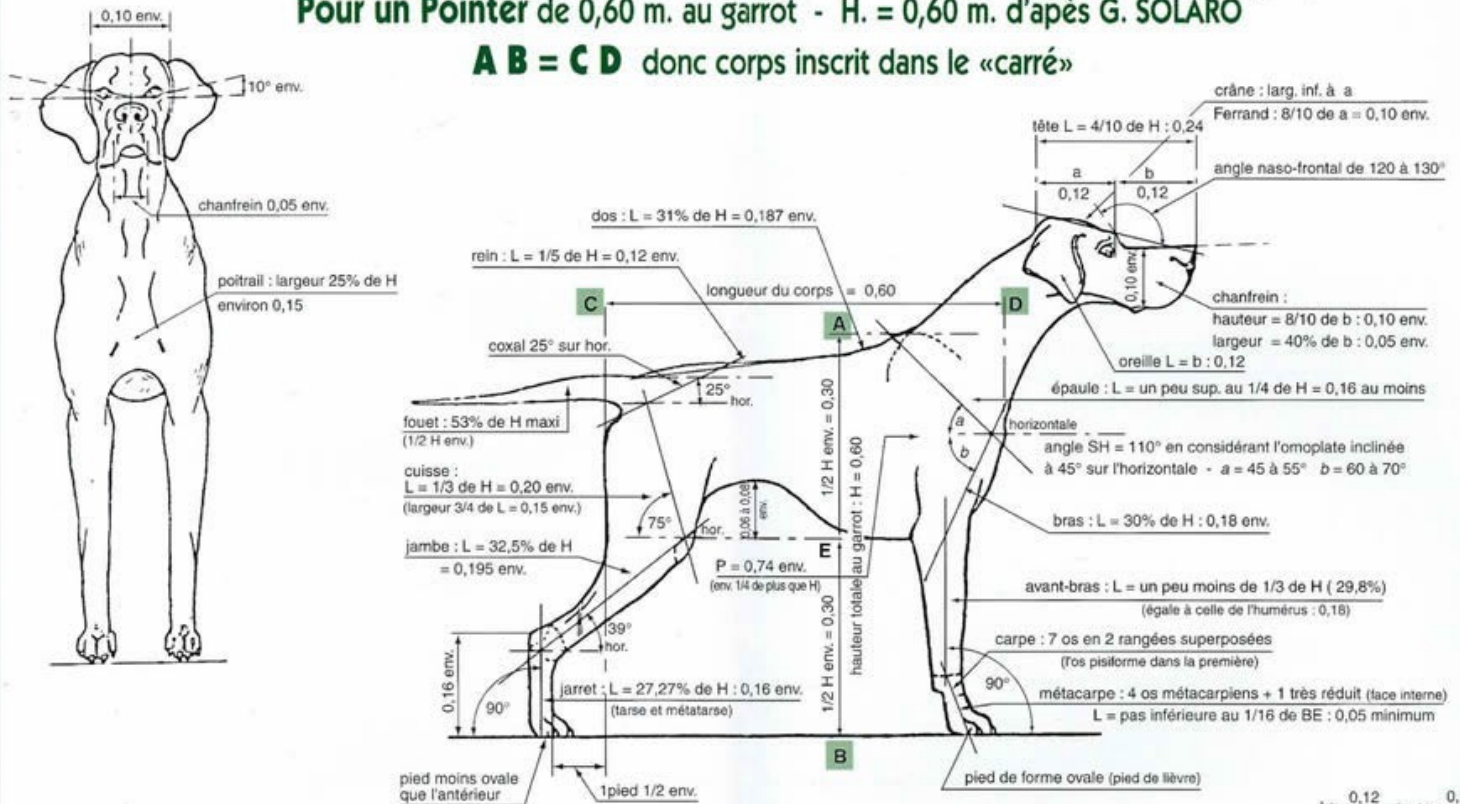 Pour un Pointer de 0,60 m. au garrot - H. = 0,60 m. d'apès G. SOLARO
A B = C D donc corps inscrit dans le «carré»
0,10 env.
10° env.
chanfrein 0,05 env.
poitrail : largeur 25% de H
environ 0,15
crâne : larg. inf. à a
Ferrand : 8/10 de a = 0,10 env.
tête L = 4/10 de H : 0,24
a
b
0,12
0,12
angle naso-frontal de 120 à 130°
dos : L = 31% de H = 0,187 env.
rein : L = 1/5 de H = 0,12 env.
longueur du corps = 0,60
C
D
A
0,10 env.
chanfrein :
hauteur = 8/10 de b : 0,10 env.
largeur = 40% de b : 0,05 env.
oreille L = b : 0,12
coxal 25° sur hor.
25°
hor.
épaule : L = un peu sup. au 1/4 de H = 0,16 au moins
fouet : 53% de H maxi
(1/2 H env.)
a
horizontale
b
angle SH = 110° en considérant l'omoplate inclinée
à 45° sur l'horizontale - a = 45 à 55° b = 60 à 70°
1/2 H env. = 0,30
hauteur totale au garrot : H = 0,60
cuisse :
L = 1/3 de H = 0,20 env.
(largeur 3/4 de L = 0,15 env.)
75°
hor.
0,06 à 0,08
env.
bras : L = 30% de H : 0,18 env.
jambe : L = 32,5% de H
= 0,195 env.
E
P = 0,74 env.
(env. 1/4 de plus que H)
avant-bras : L = un peu moins de 1/3 de H ( 29,8%)
(égale à celle de l'humérus : 0,18)
39°
hor.
1/2 H env. = 0,30
carpe : 7 os en 2 rangées superposées
(l'os pisiforme dans la première)
0,16 env.
90°
jarret : L = 27,27% de H : 0,16 env.
(tarse et métatarse)
90°
métacarpe : 4 os métacarpiens + 1 très réduit (face interne)
L = pas inférieure au 1/16 de BE : 0,05 minimum
B
pied moins ovale
que l'antérieur
1pied 1/2 env.
pied de forme ovale (pied de lièvre)
0,12